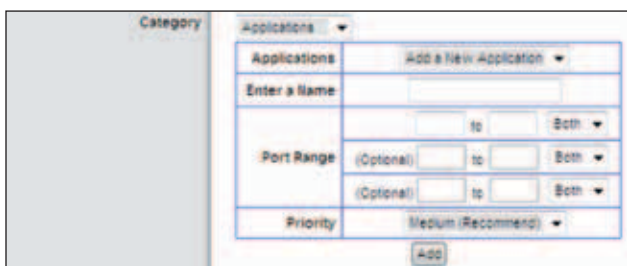 Category Applications
Applications Add a New Application
Enter a Name
to Both
Port Range (Optional) to Both
(Optional) to Both
Priority Medium (Recommend)
Add